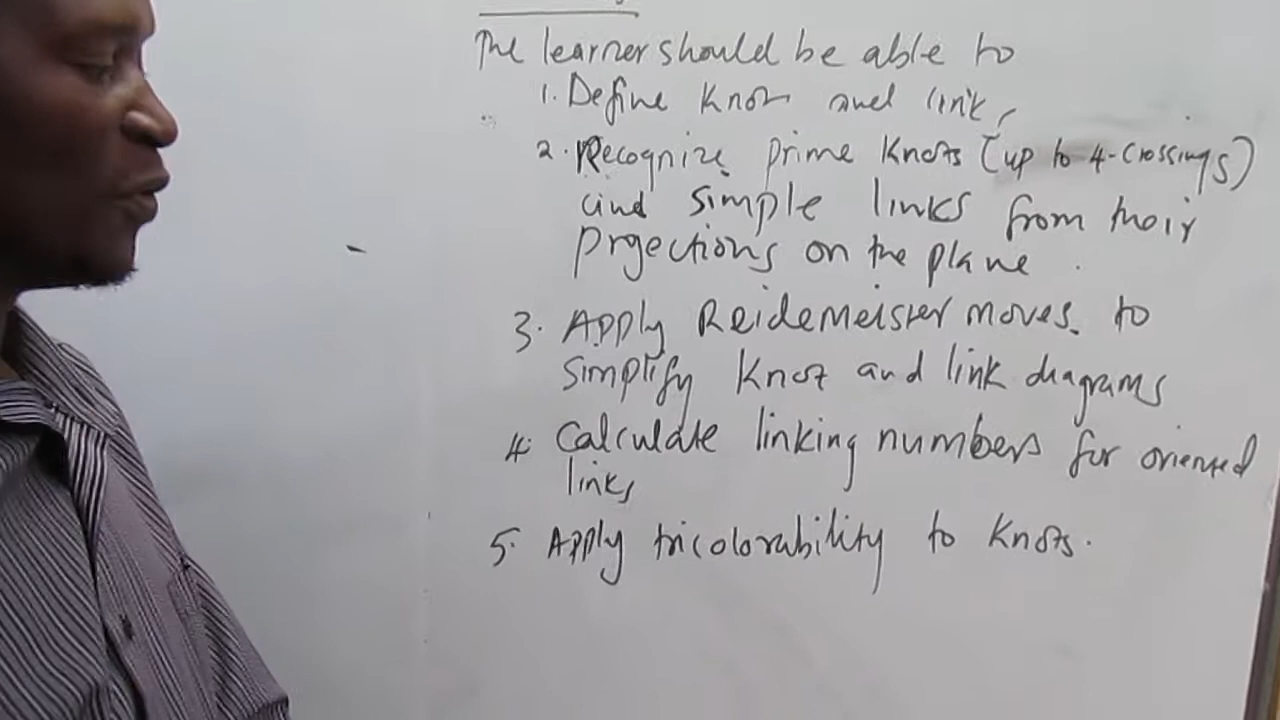 The learner should be able to
1. Define Knot and link,
2. Recognize prime Knots (up to 4-crossings)
and simple links from their
projections on the plane.
3. Apply Reidemeister moves to
simplify Knot and link diagrams
4. Calculate linking numbers for oriented
links
5. Apply tricolorability to Knots.